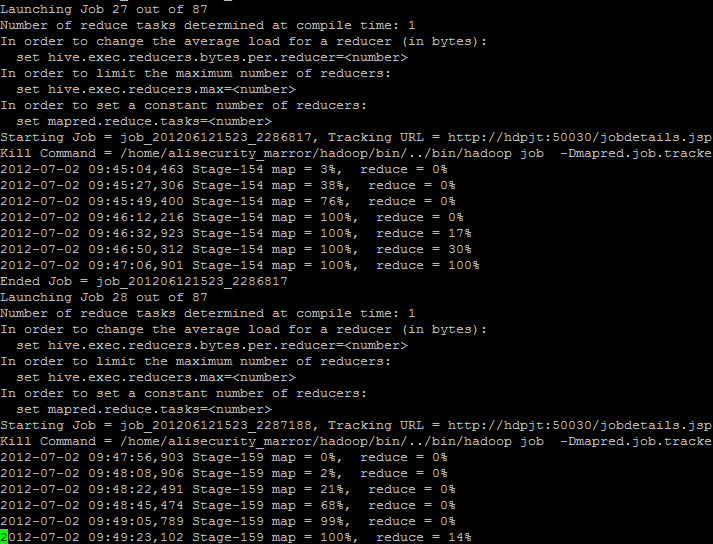 Launching Job 27 out of 87
Number of reduce tasks determined at compile time: 1
In order to change the average load for a reducer (in bytes):
  set hive.exec.reducers.bytes.per.reducer=<number>
In order to limit the maximum number of reducers:
  set hive.exec.reducers.max=<number>
In order to set a constant number of reducers:
  set mapred.reduce.tasks=<number>
Starting Job = job_201206121523_2286817, Tracking URL = http://hdpjt:50030/jobdetails.jsp
Kill Command = /home/alisecurity_marror/hadoop/bin/../bin/hadoop job  -Dmapred.job.tracke
2012-07-02 09:45:04,463 Stage-154 map = 3%,  reduce = 0%
2012-07-02 09:45:27,306 Stage-154 map = 38%,  reduce = 0%
2012-07-02 09:45:49,400 Stage-154 map = 76%,  reduce = 0%
2012-07-02 09:46:12,216 Stage-154 map = 100%,  reduce = 0%
2012-07-02 09:46:32,923 Stage-154 map = 100%,  reduce = 17%
2012-07-02 09:46:50,312 Stage-154 map = 100%,  reduce = 30%
2012-07-02 09:47:06,901 Stage-154 map = 100%,  reduce = 100%
Ended Job = job_201206121523_2286817
Launching Job 28 out of 87
Number of reduce tasks determined at compile time: 1
In order to change the average load for a reducer (in bytes):
  set hive.exec.reducers.bytes.per.reducer=<number>
In order to limit the maximum number of reducers:
  set hive.exec.reducers.max=<number>
In order to set a constant number of reducers:
  set mapred.reduce.tasks=<number>
Starting Job = job_201206121523_2287188, Tracking URL = http://hdpjt:50030/jobdetails.jsp
Kill Command = /home/alisecurity_marror/hadoop/bin/../bin/hadoop job  -Dmapred.job.tracke
2012-07-02 09:47:56,903 Stage-159 map = 0%,  reduce = 0%
2012-07-02 09:48:08,906 Stage-159 map = 2%,  reduce = 0%
2012-07-02 09:48:22,491 Stage-159 map = 21%,  reduce = 0%
2012-07-02 09:48:45,474 Stage-159 map = 68%,  reduce = 0%
2012-07-02 09:49:05,789 Stage-159 map = 99%,  reduce = 0%
2012-07-02 09:49:23,102 Stage-159 map = 100%,  reduce = 14%